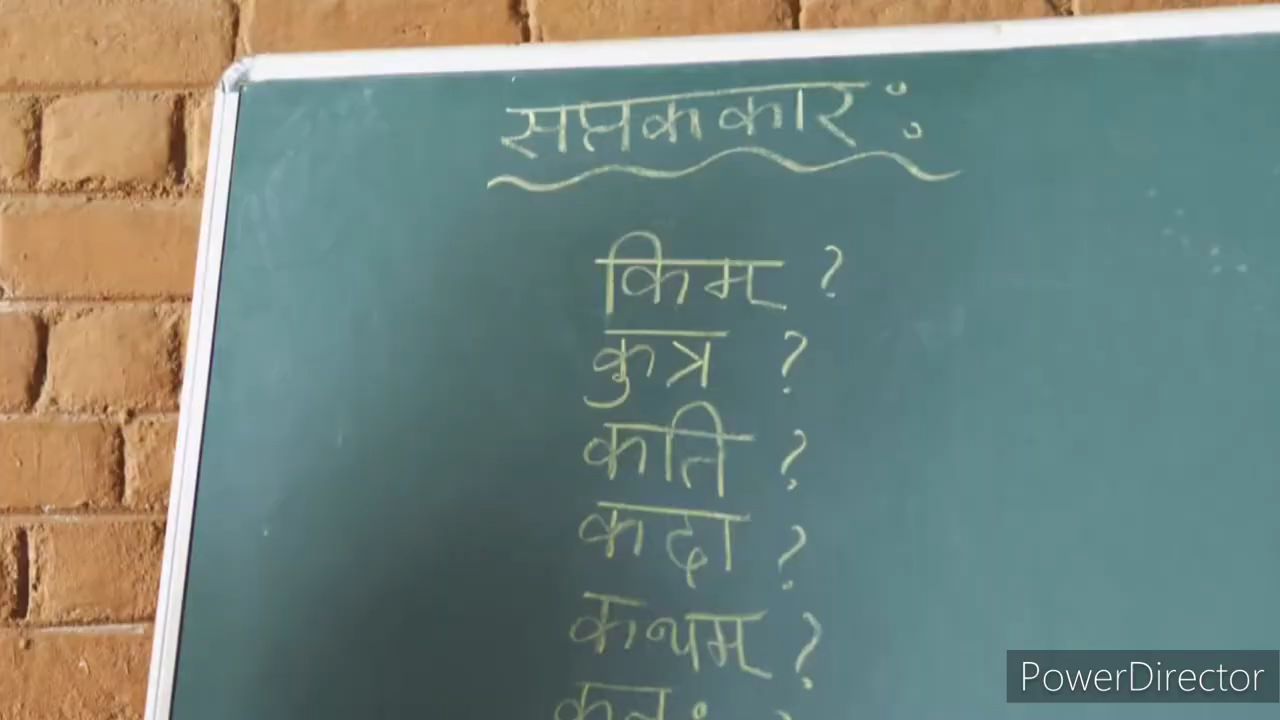 सप्तककारः
किम् ?
कुत्र ?
कति ?
कदा ?
कथम् ?
कुतः ?
PowerDirector